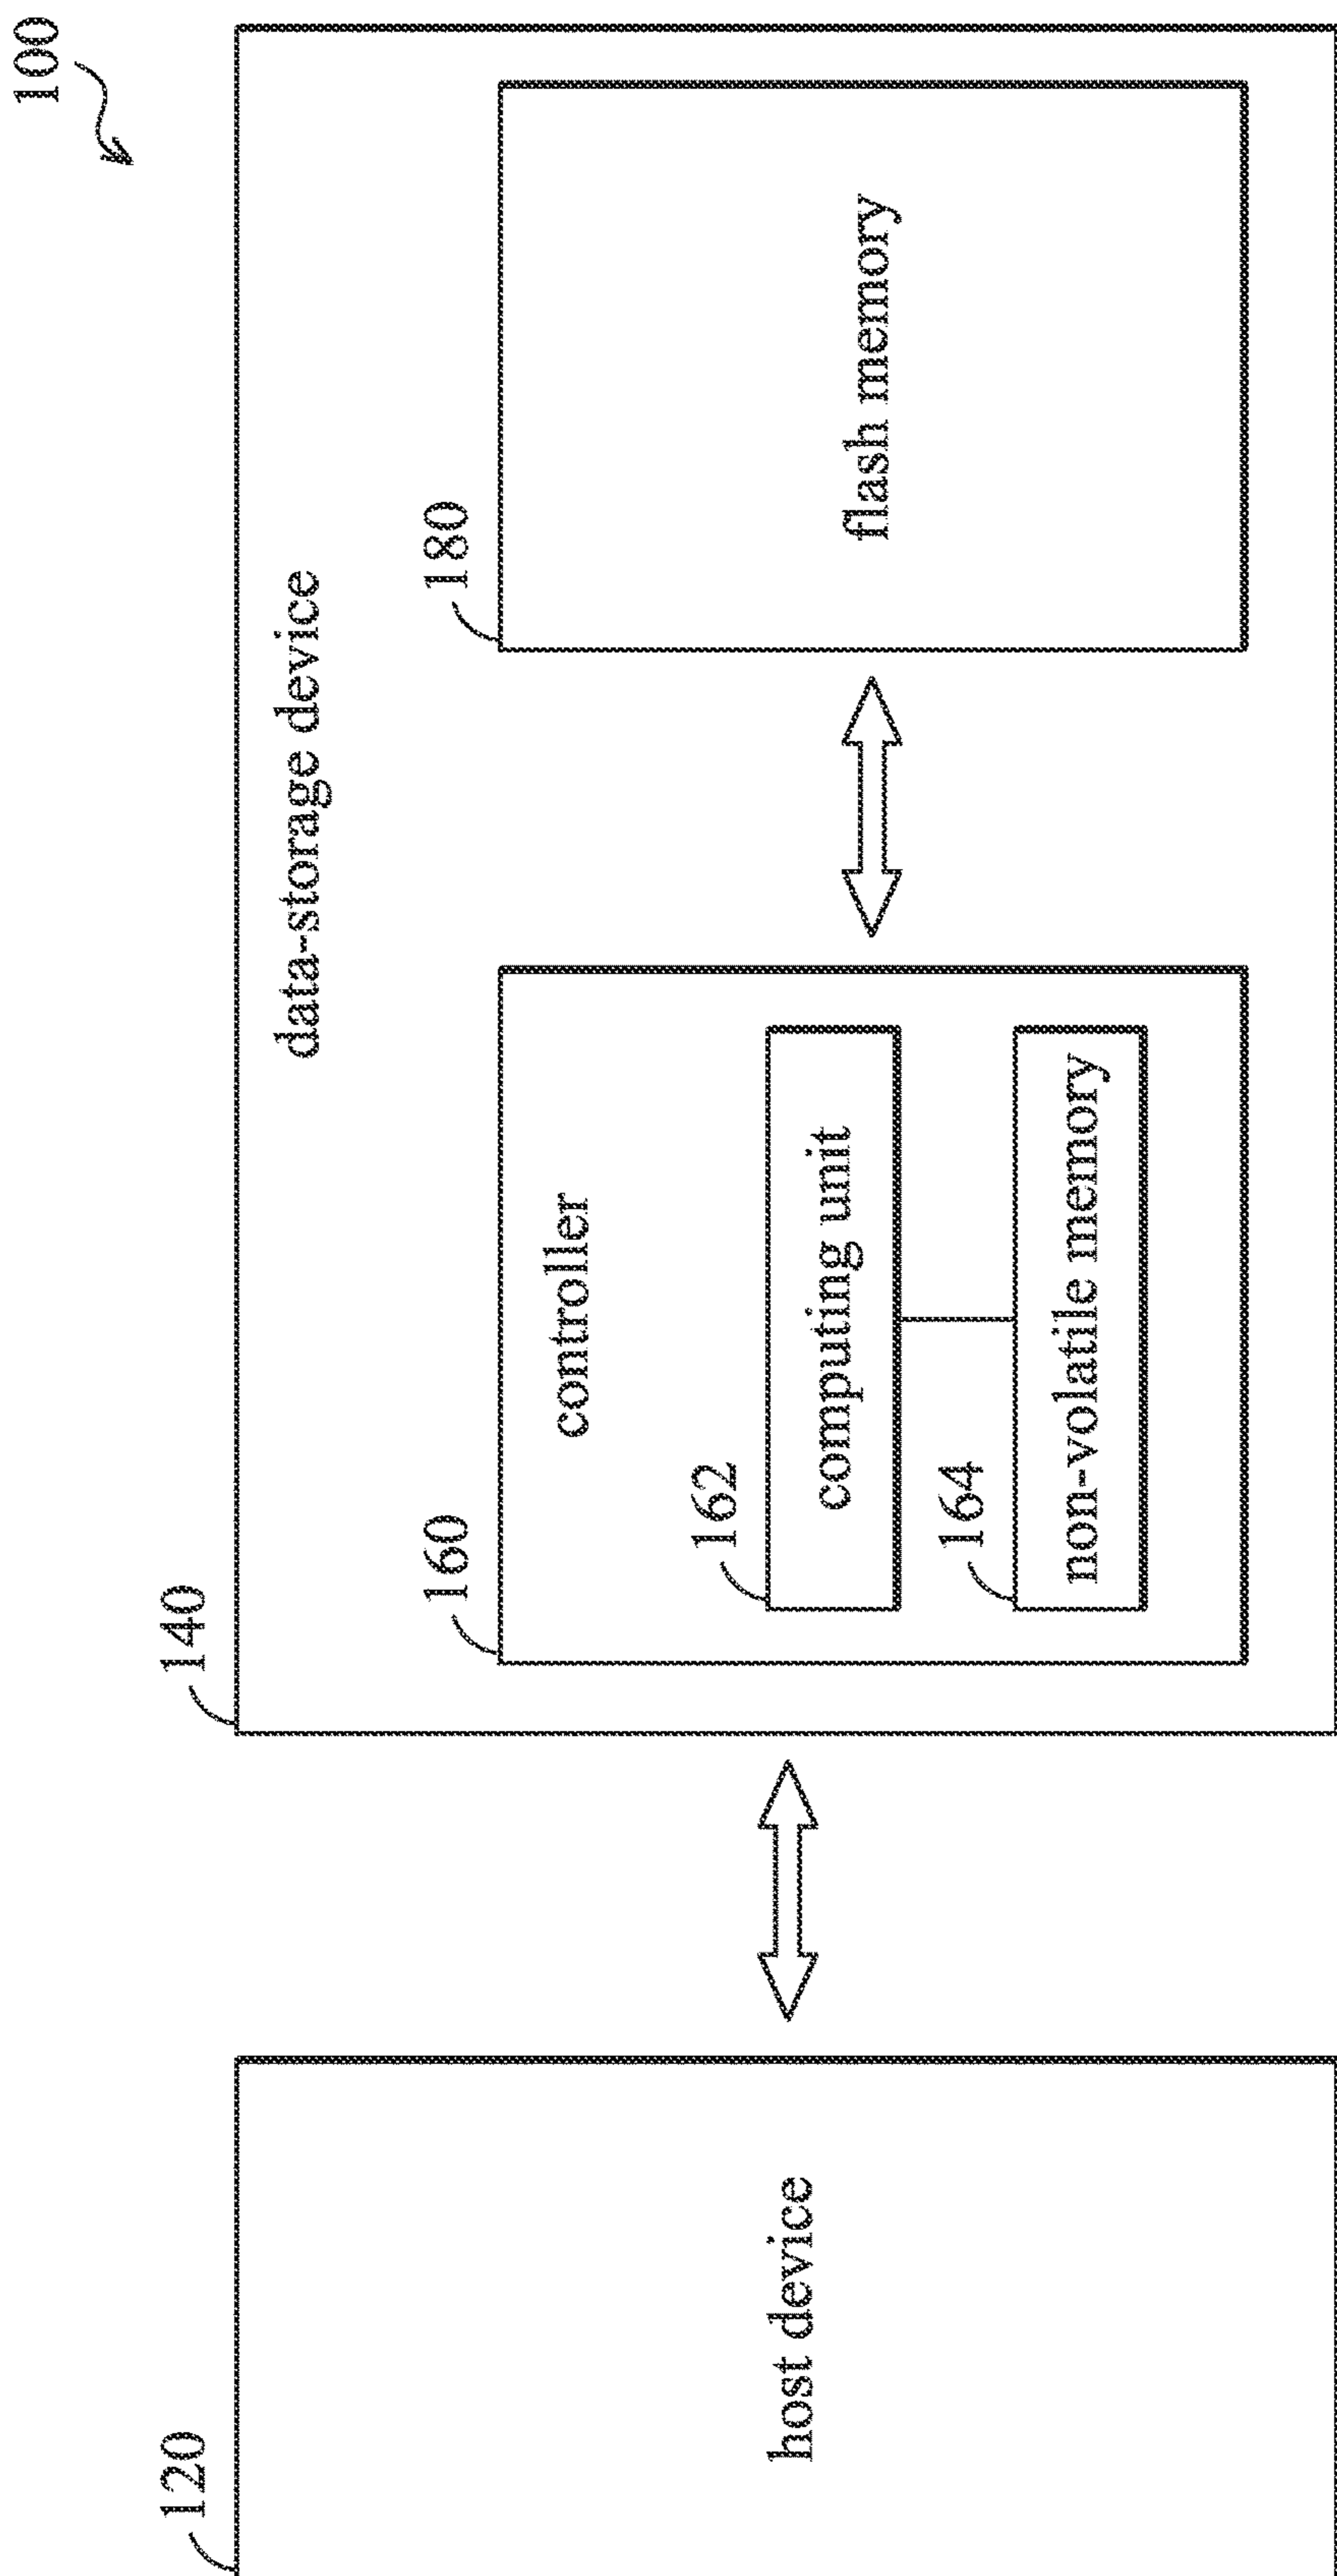 100
120
host device
140
data-storage device
160
controller
162
computing unit
164
non-volatile memory
180
flash memory